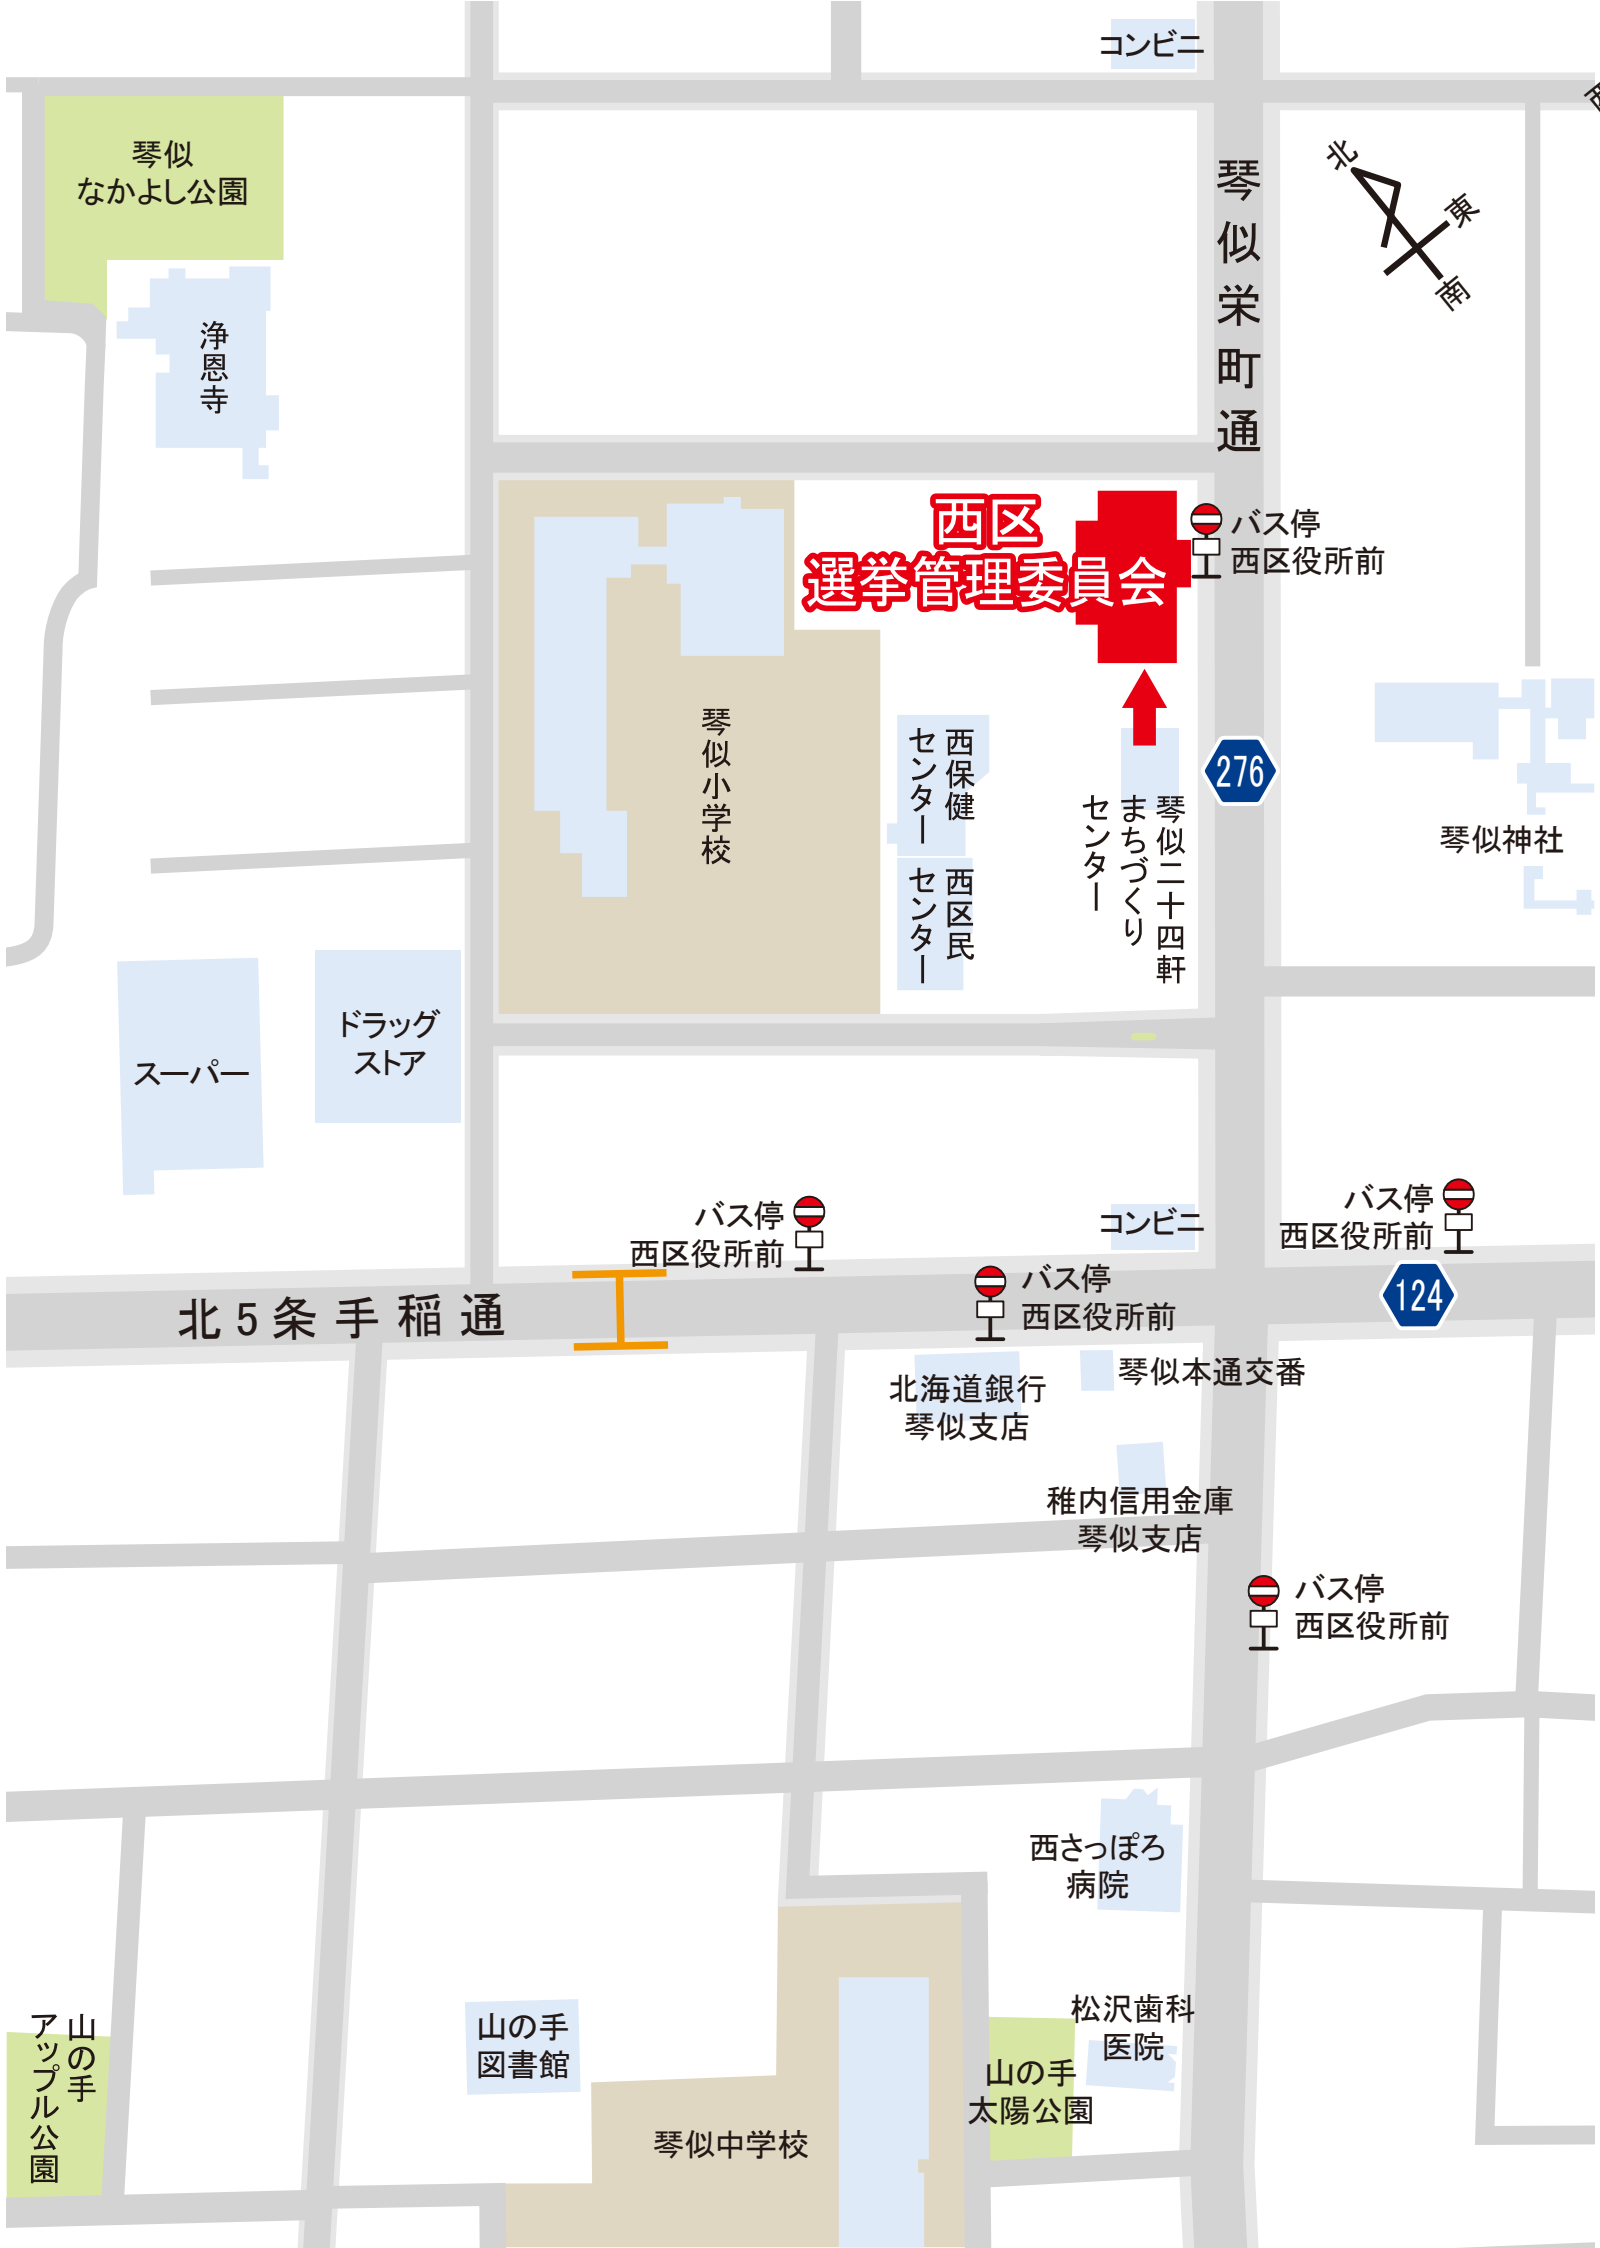 コンビニ
琴似
なかよし公園
琴似栄町通
北
東
南
浄恩寺
西区
選挙管理委員会
バス停
西区役所前
琴似小学校
西保健
センター
西区民
センター
琴似二十四軒
まちづくり
センター
276
琴似神社
スーパー
ドラッグ
ストア
バス停
西区役所前
コンビニ
バス停
西区役所前
北5条手稲通
バス停
西区役所前
124
北海道銀行
琴似支店
琴似本通交番
稚内信用金庫
琴似支店
バス停
西区役所前
西さっぽろ
病院
山の手
アップル公園
山の手
図書館
琴似中学校
松沢歯科
医院
山の手
太陽公園